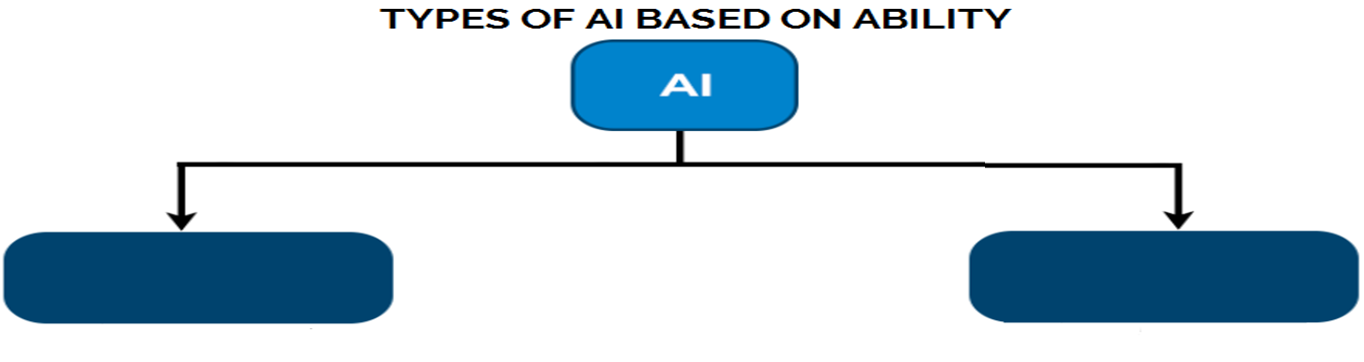 TYPES OF AI BASED ON ABILITY
AI